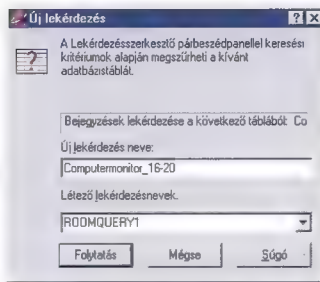 Új lekérdezés
A Lekérdezésszerkesztő párbeszédpanellel keresési
kritériumok alapján megszűrheti a kívánt
adatbázistáblát.
Bejegyzések lekérdezése a következő táblából: Co
Új lekérdezés neve:
Computermonitor_16-20
Létező lekérdezésnevek.
ROOMQUERY1
Folytatás
Mégse
Súgó